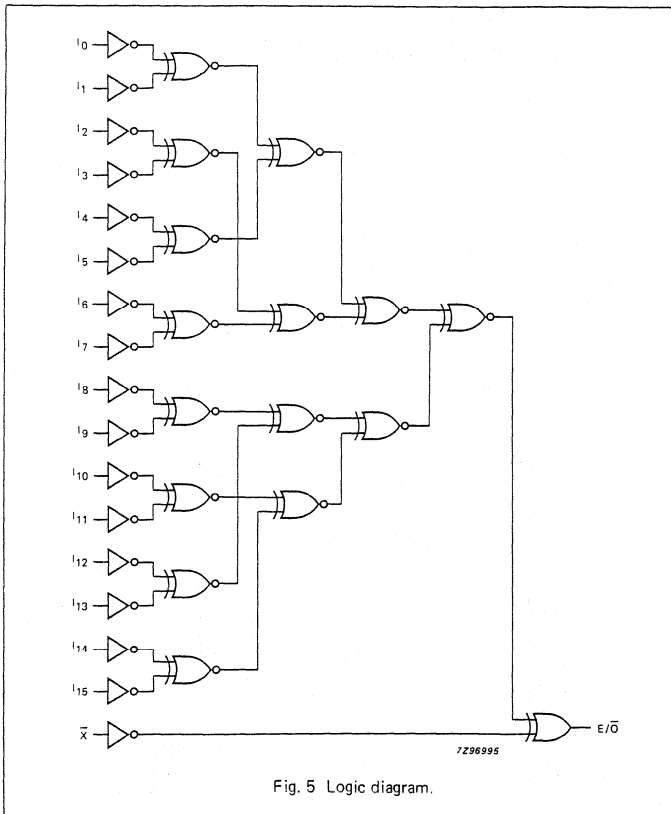 I0
I1
I2
I3
I4
I5
I6
I7
I8
I9
I10
I11
I12
I13
I14
I15
X̅
E/O̅
7Z96995
Fig. 5 Logic diagram.